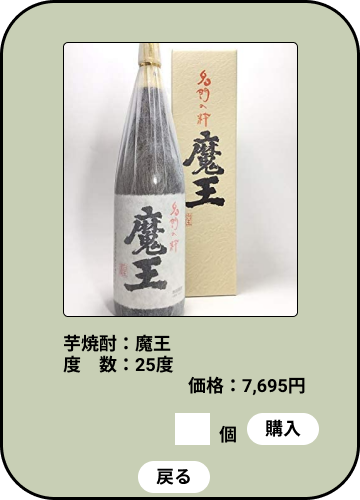 名門の粋
魔王
名門の粋
魔王
芋焼酎：魔王
度　数：25度
価格：7,695円
個
購入
戻る